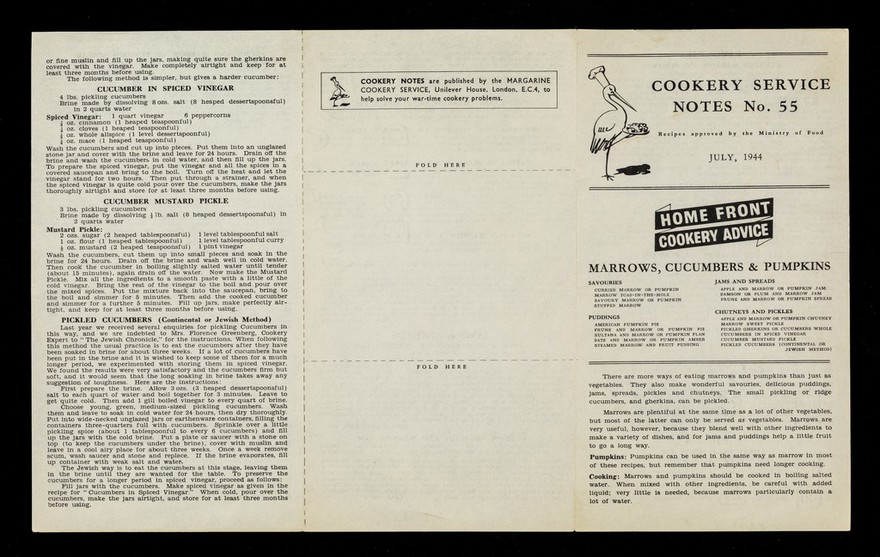 or fine muslin and fill up the jars, making quite sure the gherkins are
covered with the vinegar. Make completely airtight and keep for at
least three months before using.
The following method is simpler, but gives a harder cucumber:
CUCUMBER IN SPICED VINEGAR
4 lbs. pickling cucumbers
Brine made by dissolving 8 ozs. salt (8 heaped dessertspoonsful)
in 2 quarts water
Spiced Vinegar: 1 quart vinegar 6 peppercorns
¼ oz. cinnamon (1 heaped teaspoonful)
¼ oz. cloves (1 heaped teaspoonful)
¼ oz. whole allspice (1 level dessertspoonful)
¼ oz. mace (1 heaped teaspoonful)
Wash the cucumbers and cut up into pieces. Put them into an unglazed
stone jar and cover with the brine and leave for 24 hours. Drain off the
brine and wash the cucumbers in cold water, and then fill up the jars.
To prepare the spiced vinegar, put the vinegar and all the spices in a
covered saucepan and bring to the boil. Turn off the heat and let the
vinegar stand for two hours. Then put through a strainer, and when
the spiced vinegar is quite cold pour over the cucumbers, make the jars
thoroughly airtight and store for at least three months before using.
CUCUMBER MUSTARD PICKLE
3 lbs. pickling cucumbers
Brine made by dissolving ½ lb. salt (8 heaped dessertspoonsful) in
2 quarts water
Mustard Pickle:
2 ozs. sugar (2 heaped tablespoonsful) 1 level tablespoonful salt
1 oz. flour (1 heaped tablespoonful) 1 level tablespoonful curry
½ oz. mustard (2 heaped teaspoonsful) 1 pint vinegar
Wash the cucumbers, cut them up into small pieces and soak in the
brine for 24 hours. Drain off the brine and wash well in cold water.
Then cook the cucumber in boiling slightly salted water until tender
(about 15 minutes), again drain off the water. Now make the Mustard
Pickle. Mix all the ingredients to a smooth paste with a little of the
cold vinegar. Bring the rest of the vinegar to the boil and pour over
the mixed spices. Put the mixture back into the saucepan, bring to
the boil and simmer for 5 minutes. Then add the cooked cucumber
and simmer for a further 5 minutes. Fill up jars, make perfectly air-
tight, and keep for at least three months before using.
PICKLED CUCUMBERS (Continental or Jewish Method)
Last year we received several enquiries for pickling Cucumbers in
this way, and we are indebted to Mrs. Florence Greenberg, Cookery
Expert to "The Jewish Chronicle," for the instructions. When following
this method the usual practice is to eat the cucumbers after they have
been soaked in brine for about three weeks. If a lot of cucumbers have
been put in the brine and it is wished to keep some of them for a much
longer period, we experimented with storing them in spiced vinegar.
We found the results were very satisfactory and the cucumbers firm but
soft, and it would seem that the long soaking in brine takes away any
suggestion of toughness. Here are the instructions:
First prepare the brine. Allow 3 ozs. (3 heaped dessertspoonsful)
salt to each quart of water and boil together for 3 minutes. Leave to
get quite cold. Then add 1 gill boiled vinegar to every quart of brine.
Choose young, green, medium-sized pickling cucumbers. Wash
them and leave to soak in cold water for 24 hours, then dry thoroughly.
Put into wide-necked unglazed jars or earthenware containers, filling the
containers three-quarters full with cucumbers. Sprinkle over a little
pickling spice (about 1 tablespoonful to every 6 cucumbers) and fill
up the jars with the cold brine. Put a plate or saucer with a stone on
top (to keep the cucumbers under the brine), cover with muslin and
leave in a cool airy place for about three weeks. Once a week remove
scum, wash saucer and stone and replace. If the brine evaporates, fill
up container with weak salt and water.
The Jewish way is to eat the cucumbers at this stage, leaving them
in the brine until they are wanted for the table. To preserve the
cucumbers for a longer period in spiced vinegar, proceed as follows:
Fill jars with the cucumbers. Make spiced vinegar as given in the
recipe for "Cucumbers in Spiced Vinegar." When cold, pour over the
cucumbers, make the jars airtight, and store for at least three months
before using.
COOKERY NOTES are published by the MARGARINE
COOKERY SERVICE, Unilever House, London, E.C.4, to
help solve your war-time cookery problems.
FOLD HERE
FOLD HERE
COOKERY SERVICE
NOTES No. 55
Recipes approved by the Ministry of Food
JULY, 1944
HOME FRONT
COOKERY ADVICE
MARROWS, CUCUMBERS & PUMPKINS
SAVOURIES
CURRIED MARROW OR PUMPKIN
MARROW TOAD-IN-THE-HOLE
SAVOURY MARROW OR PUMPKIN
STUFFED MARROW
PUDDINGS
AMERICAN PUMPKIN PIE
PRUNE AND MARROW OR PUMPKIN PIE
SULTANA AND MARROW OR PUMPKIN FLAN
DATE AND MARROW OR PUMPKIN AMBER
STEAMED MARROW AND FRUIT PUDDING
JAMS AND SPREADS
APPLE AND MARROW OR PUMPKIN JAM
DAMSON OR PLUM AND MARROW JAM
PRUNE AND MARROW OR PUMPKIN SPREAD
CHUTNEYS AND PICKLES
APPLE AND MARROW OR PUMPKIN CHUTNEY
MARROW SWEET PICKLE
PICKLED GHERKINS OR CUCUMBERS WHOLE
CUCUMBERS IN SPICED VINEGAR
CUCUMBER MUSTARD PICKLE
PICKLED CUCUMBERS (CONTINENTAL OR
JEWISH METHOD)
There are more ways of eating marrows and pumpkins than just as
vegetables. They also make wonderful savouries, delicious puddings,
jams, spreads, pickles and chutneys. The small pickling or ridge
cucumbers, and gherkins, can be pickled.
Marrows are plentiful at the same time as a lot of other vegetables,
but most of the latter can only be served as vegetables. Marrows are
very useful, however, because they blend well with other ingredients to
make a variety of dishes, and for jams and puddings help a little fruit
to go a long way.
Pumpkins: Pumpkins can be used in the same way as marrow in most
of these recipes, but remember that pumpkins need longer cooking.
Cooking: Marrows and pumpkins should be cooked in boiling salted
water. When mixed with other ingredients, be careful with added
liquid; very little is needed, because marrows particularly contain a
lot of water.